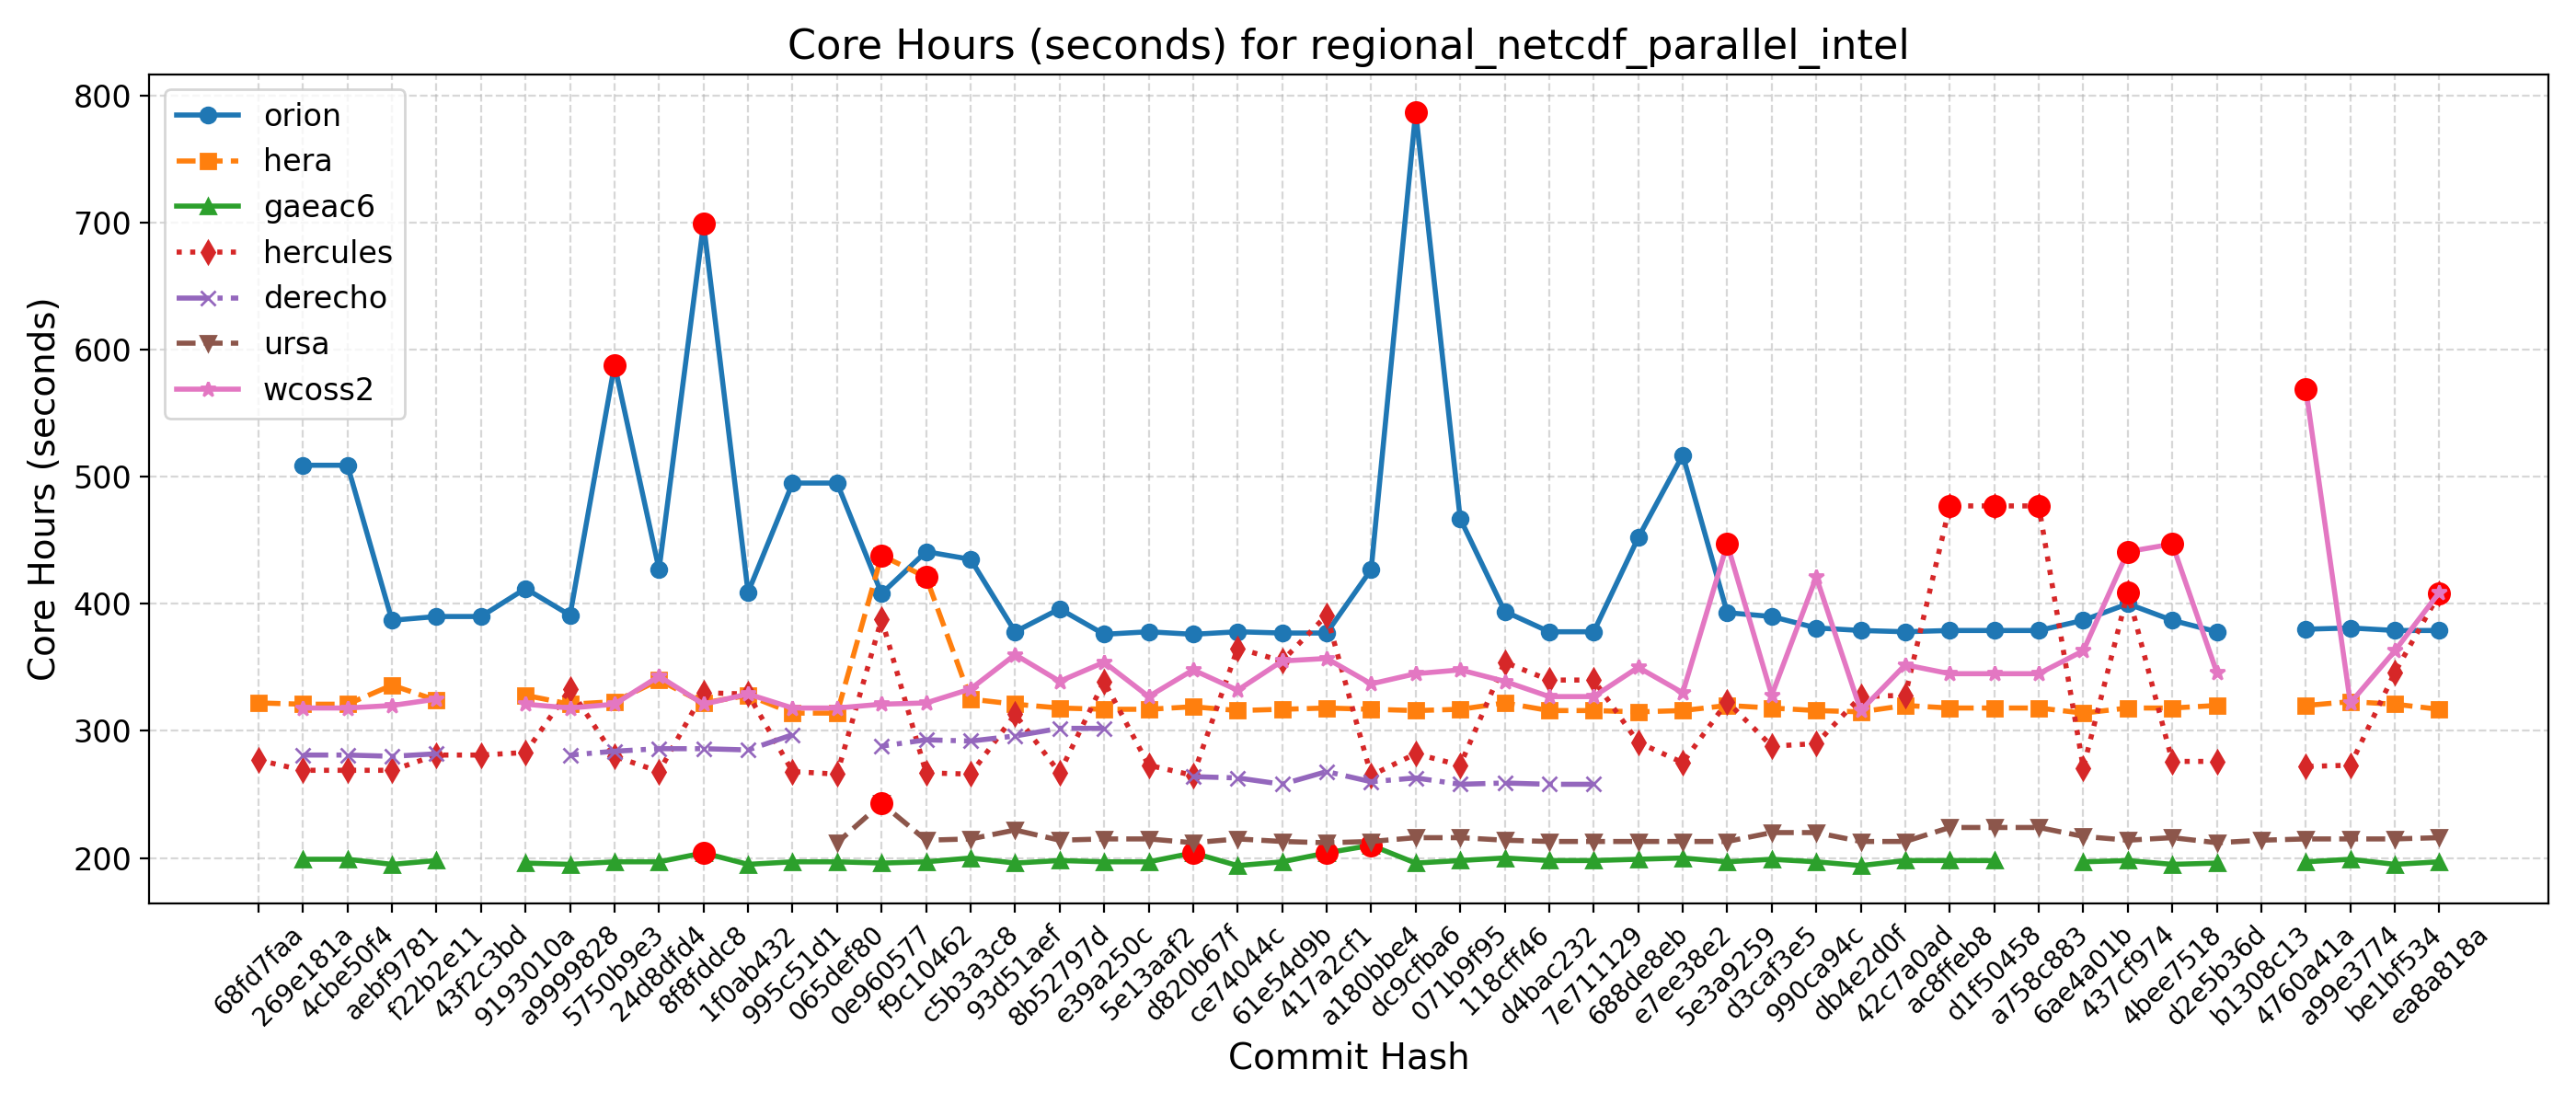 Core Hours (seconds) for regional_netcdf_parallel_intel
800
700
600
500
400
300
200
Core Hours (seconds)
orion
hera
gaeac6
hercules
derecho
ursa
wcoss2
68fd7faa
269e181a
4cbe50f4
aebf9781
f22b2e11
43f2c3bd
9193010a
a9999828
5750b9e3
24d8dfd4
8f8fddc8
1f0ab432
995c51d1
065def80
0e960577
f9c10462
c5b3a3c8
93d51aef
8b52797d
e39a250c
5e13aaf2
d820b67f
ce74044c
61e54d9b
417a2cf1
a180bbe4
dc9cfba6
071b9f95
118cff46
d4bac232
7e711129
688de8eb
e7ee38e2
5e3a9259
d3caf3e5
990ca94c
db4e2d0f
42c7a0ad
ac8ffeb8
d1f50458
a758c883
6ae4a01b
437cf974
4bee7518
d2e5b36d
b1308c13
4760a41a
a99e3774
be1bf534
ea8a818a
Commit Hash